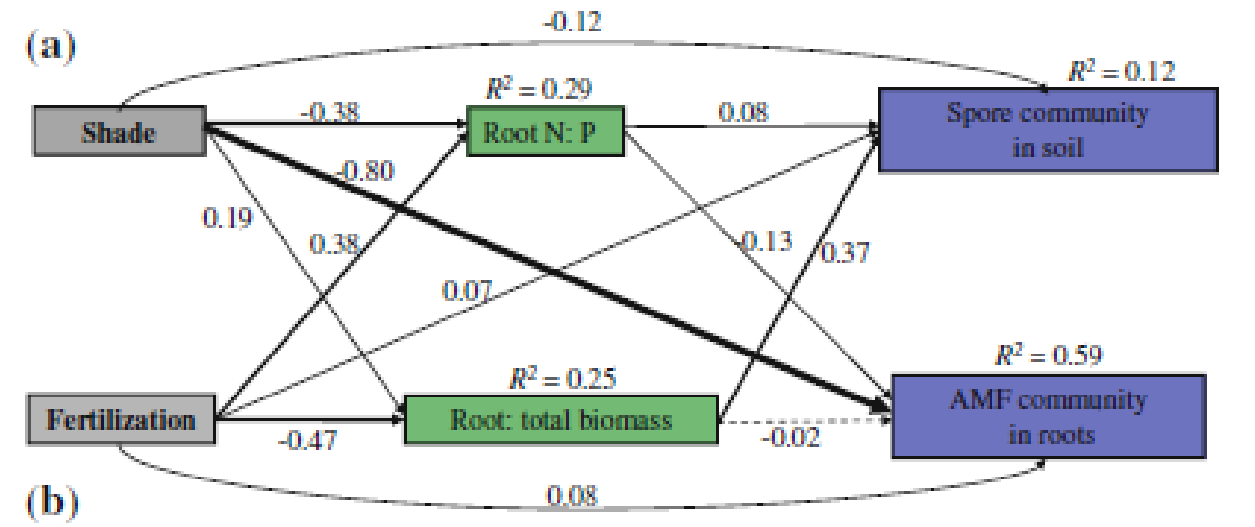 -0.12
(a)
R² = 0.12
R² = 0.29
-0.38
0.08
Shade
Root N: P
Spore community
in soil
-0.80
0.19
0.38
-0.13
0.37
0.07
R² = 0.59
R² = 0.25
Fertilization
Root: total biomass
AMF community
in roots
-0.47
-0.02
(b)
0.08